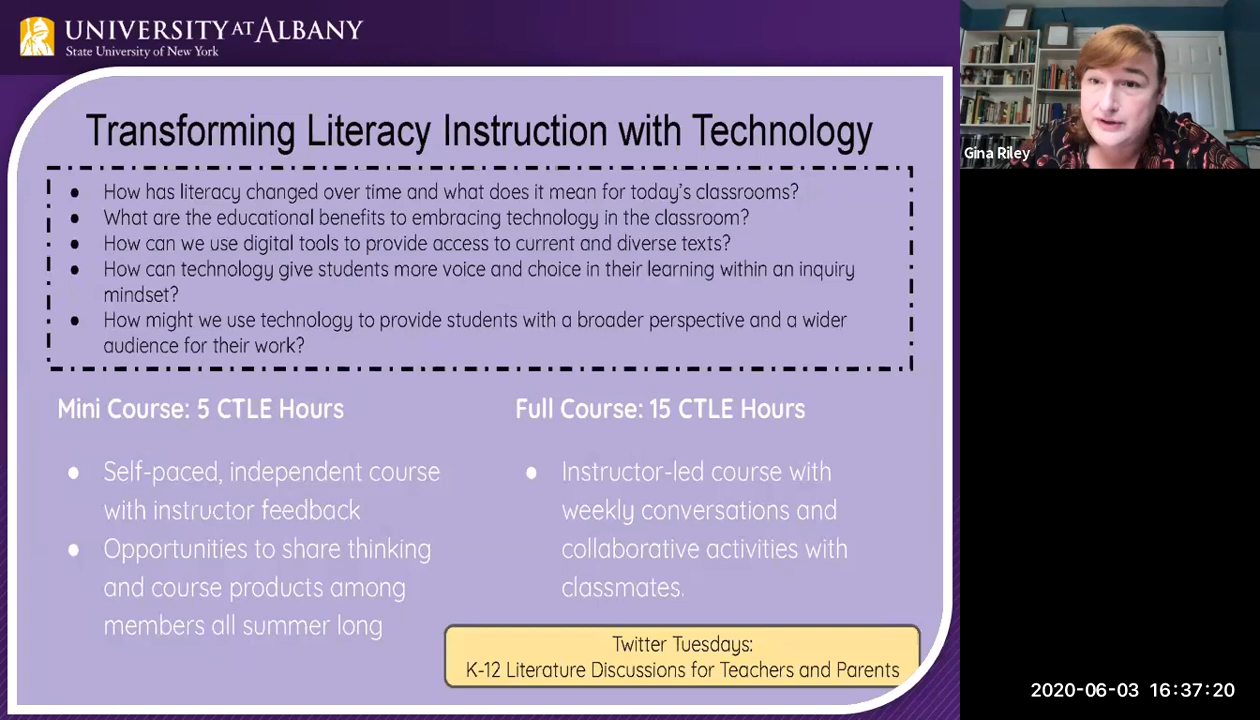 UNIVERSITY AT ALBANY
State University of New York
Transforming Literacy Instruction with Technology
● How has literacy changed over time and what does it mean for today's classrooms?
● What are the educational benefits to embracing technology in the classroom?
● How can we use digital tools to provide access to current and diverse texts?
● How can technology give students more voice and choice in their learning within an inquiry
mindset?
● How might we use technology to provide students with a broader perspective and a wider
audience for their work?
Mini Course: 5 CTLE Hours
● Self-paced, independent course
with instructor feedback
● Opportunities to share thinking
and course products among
members all summer long
Full Course: 15 CTLE Hours
● Instructor-led course with
weekly conversations and
collaborative activities with
classmates.
Twitter Tuesdays:
K-12 Literature Discussions for Teachers and Parents
Gina Riley
2020-06-03 16:37:20